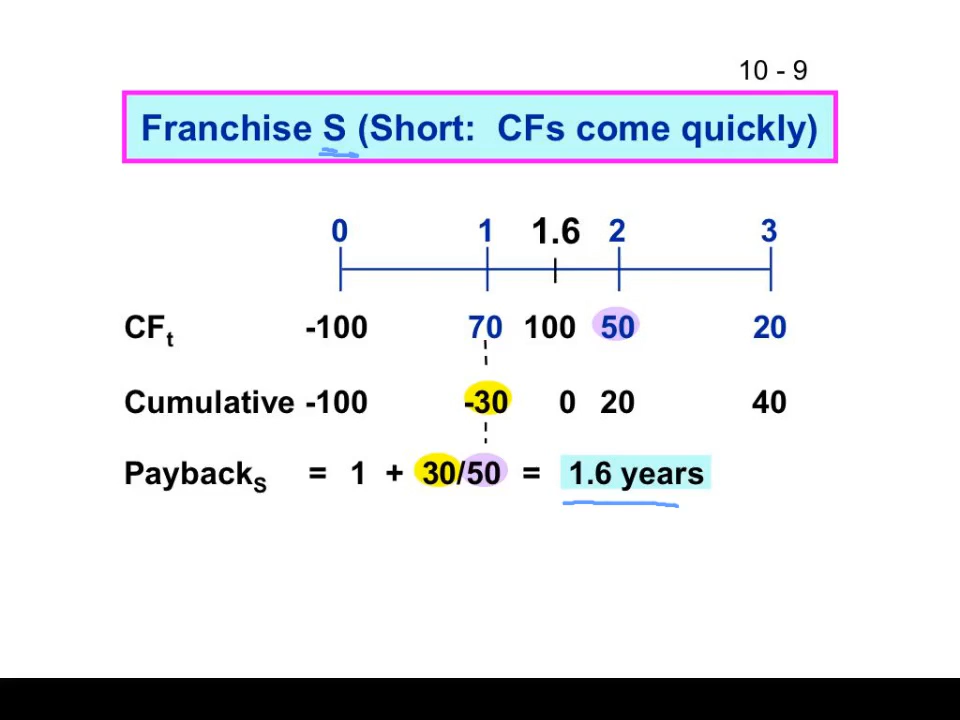 10 - 9
Franchise S (Short: CFs come quickly)
0 1 1.6 2 3
CFt -100 70 100 50 20
Cumulative -100 -30 0 20 40
PaybackS = 1 + 30/50 = 1.6 years